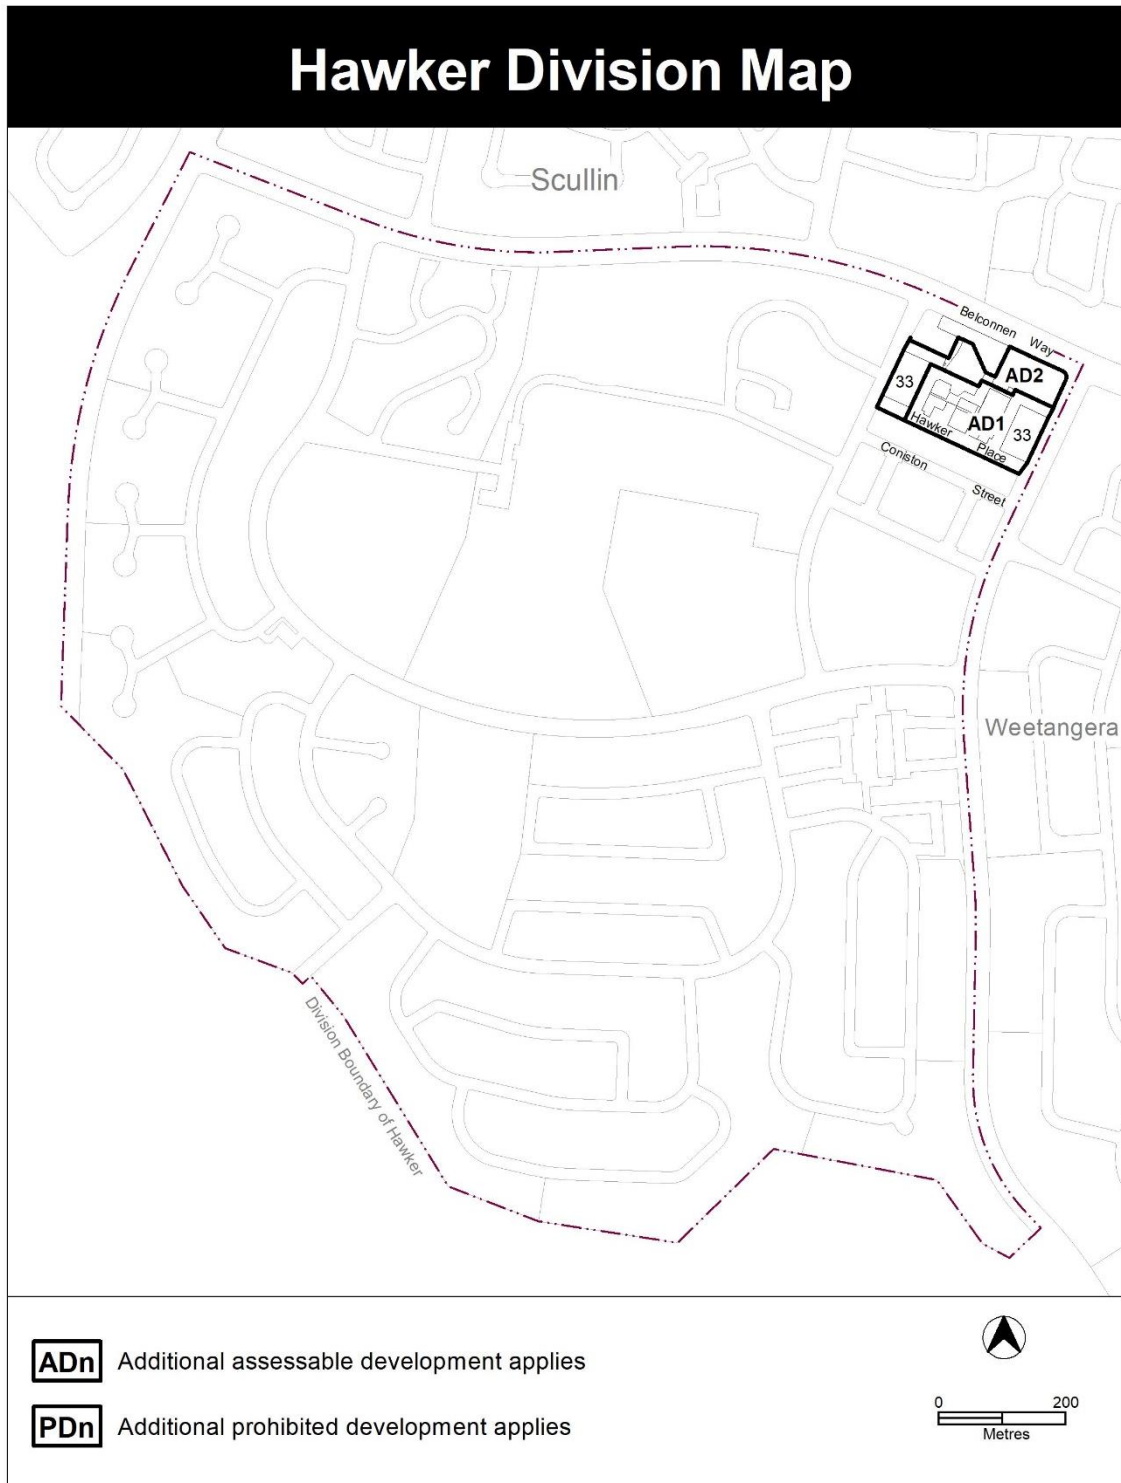 Hawker Division Map
Scullin
Belconnen
Way
33
AD2
AD1
33
Hawker
Place
Coniston
Street
Weetangera
Division Boundary of Hawker
ADn Additional assessable development applies
PDn Additional prohibited development applies
0 200
Metres